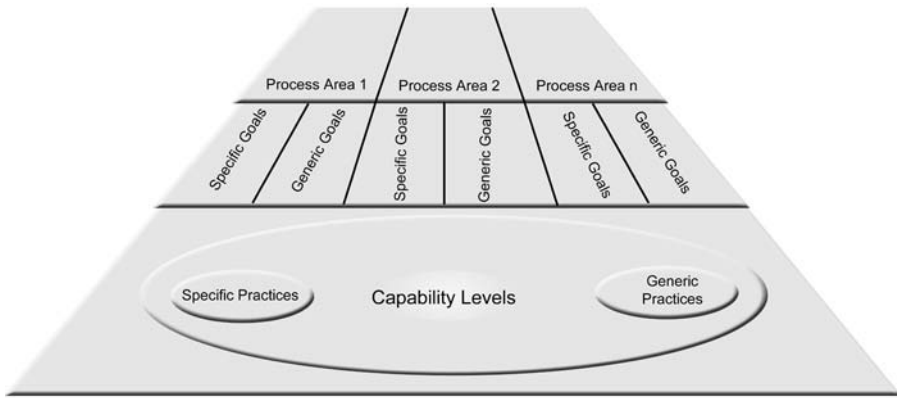 Process Area 1
Process Area 2
Process Area n
Specific Goals
Generic Goals
Specific Goals
Generic Goals
Specific Goals
Generic Goals
Specific Practices
Capability Levels
Generic
Practices